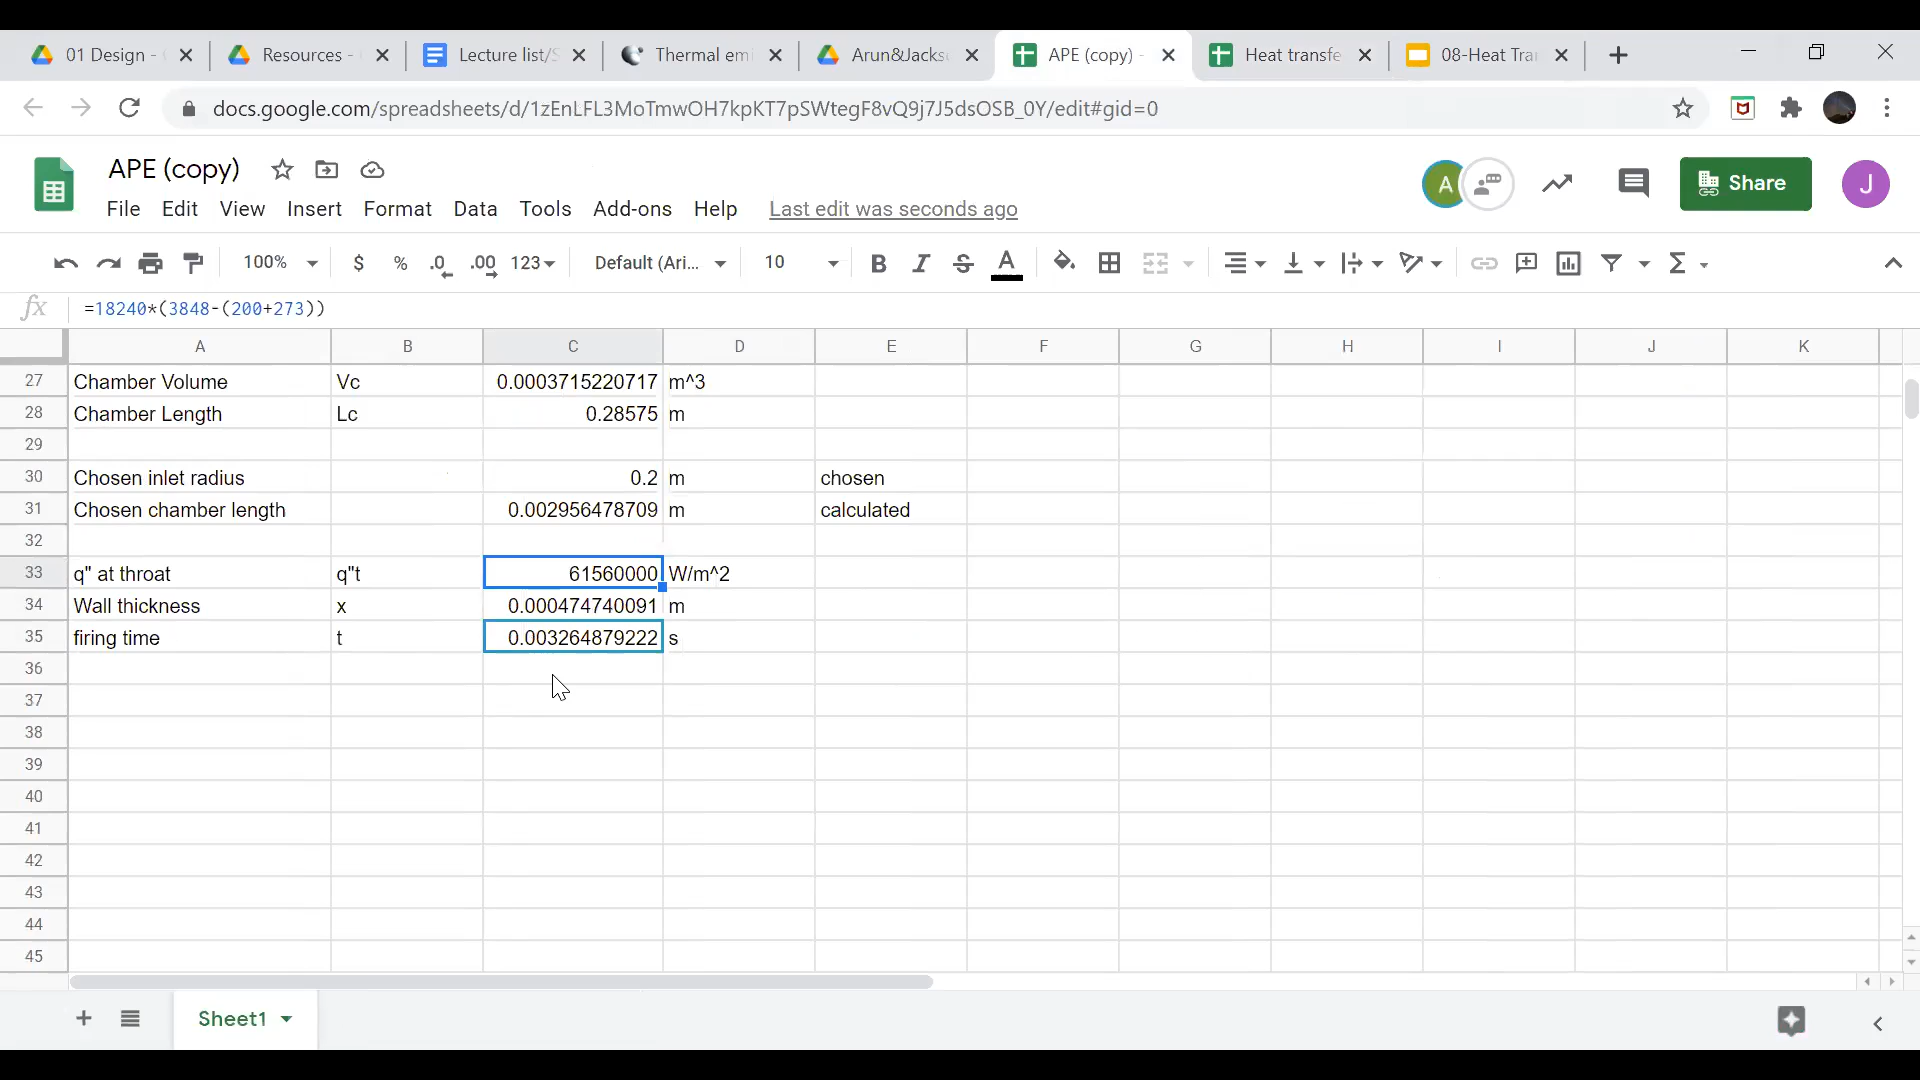 01 Design -
Resources -
Lecture list/S
Thermal emi
Arun&Jackso
APE (copy) -
Heat transfe
08-Heat Tran
docs.google.com/spreadsheets/d/1zEnLFL3MoTmwOH7kpKT7pSWtegF8vQ9j7J5dsOSB_0Y/edit#gid=0
APE (copy)
A
Share
J
File Edit View Insert Format Data Tools Add-ons Help Last edit was seconds ago
100% $ % .0 .00 123 Default (Ari... 10 B I S A Σ
fx =18240*(3848-(200+273))
A B C D E F G H I J K
27 Chamber Volume Vc 0.0003715220717 m^3
28 Chamber Length Lc 0.28575 m
29
30 Chosen inlet radius 0.2 m chosen
31 Chosen chamber length 0.002956478709 m calculated
32
33 q" at throat q"t 61560000 W/m^2
34 Wall thickness x 0.000474740091 m
35 firing time t 0.003264879222 s
36
37
38
39
40
41
42
43
44
45
Sheet1